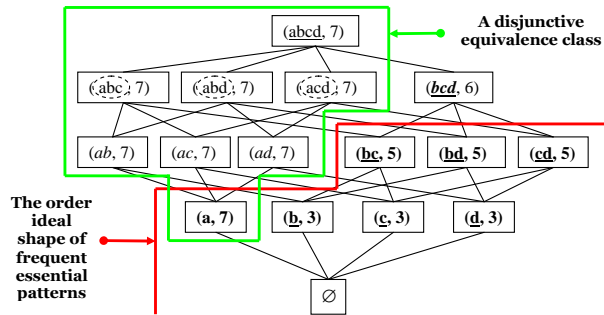 (abcd, 7)
A disjunctive
equivalence class
(abc, 7) (abd, 7) (acd, 7) (bcd, 6)
(ab, 7) (ac, 7) (ad, 7) (bc, 5) (bd, 5) (cd, 5)
The order
ideal
shape of
frequent
essential
patterns
(a, 7) (b, 3) (c, 3) (d, 3)
∅